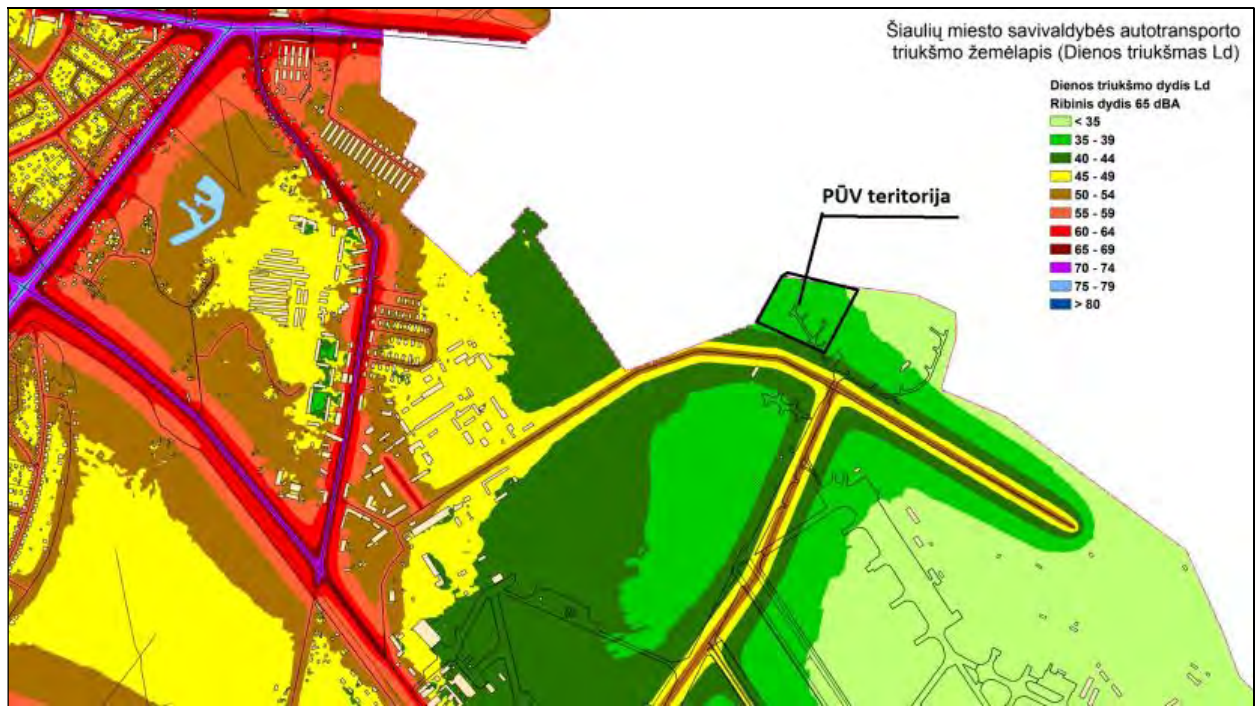 Šiaulių miesto savivaldybės autotransporto
triukšmo žemėlapis (Dienos triukšmas Ld)
Dienos triukšmo dydis Ld
Ribinis dydis 65 dBA
< 35
35 - 39
40 - 44
45 - 49
50 - 54
55 - 59
60 - 64
65 - 69
70 - 74
75 - 79
> 80
PŪV teritorija